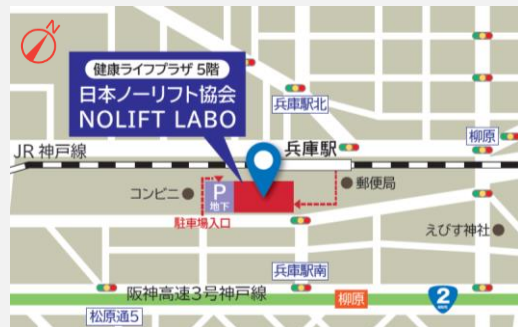 N
健康ライフプラザ 5階
日本ノーリフト協会
NOLIFT LABO
兵庫駅北
柳原
JR 神戸線
兵庫駅
コンビニ
P
地下
郵便局
駐車場入口
えびす神社
兵庫駅南
阪神高速3号神戸線
柳原
2
松原通5